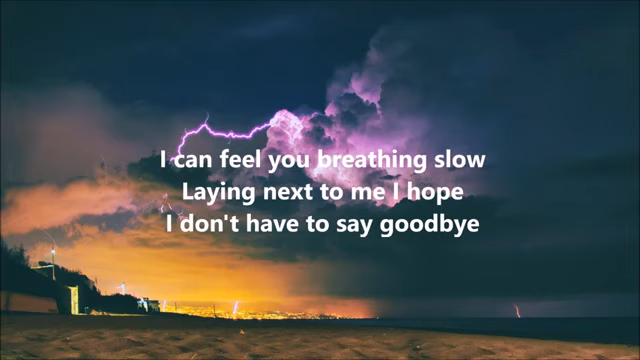 I can feel you breathing slow
Laying next to me I hope
I don't have to say goodbye